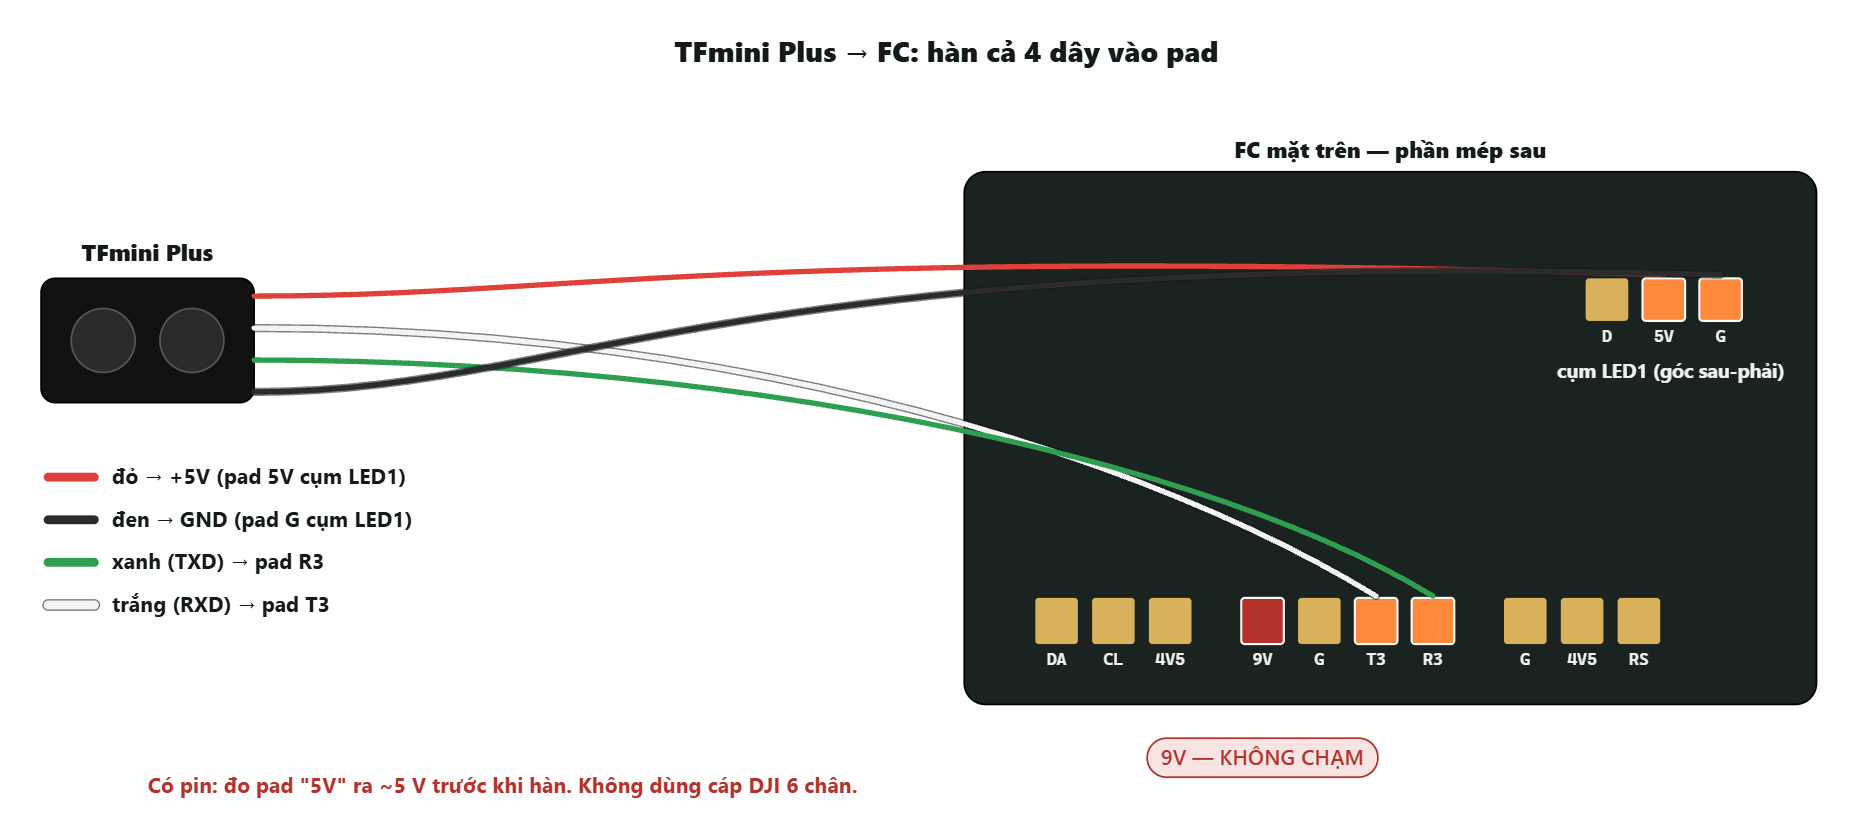 TFmini Plus → FC: hàn cả 4 dây vào pad
FC mặt trên — phần mép sau
TFmini Plus
D 5V G
cụm LED1 (góc sau-phải)
đỏ → +5V (pad 5V cụm LED1)
đen → GND (pad G cụm LED1)
xanh (TXD) → pad R3
trắng (RXD) → pad T3
DA CL 4V5 9V G T3 R3 G 4V5 RS
9V — KHÔNG CHẠM
Có pin: đo pad "5V" ra ~5 V trước khi hàn. Không dùng cáp DJI 6 chân.